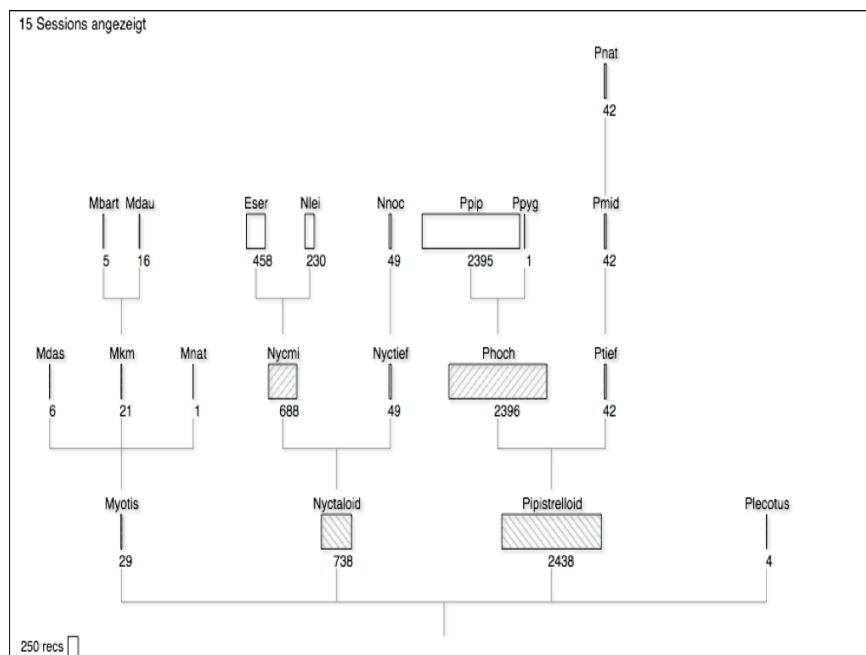 15 Sessions angezeigt
Pnat
42
Mbart Mdau Eser Nlei Nnoc Ppip Ppyg Pmid
5 16 458 230 49 2395 1 42
Mdas Mkm Mnat Nycmi Nyctief Phoch Ptief
6 21 1 688 49 2396 42
Myotis Nyctaloid Pipistrelloid Plecotus
29 738 2438 4
250 recs